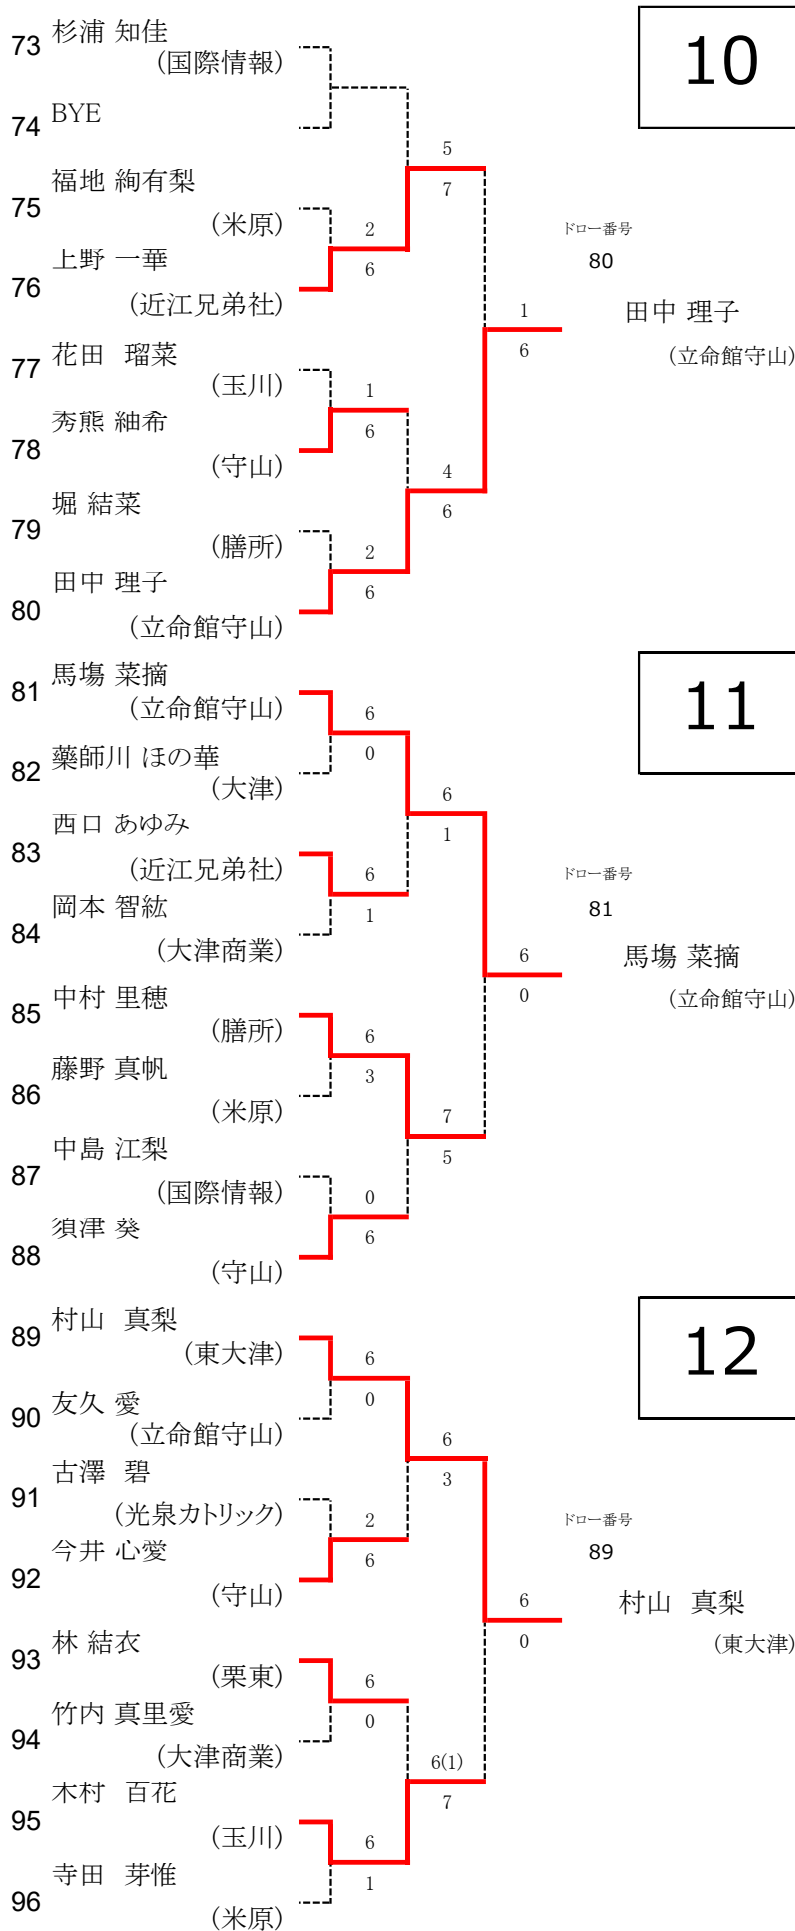 10
73 杉浦 知佳
(国際情報)
74 BYE
5
7
75 福地 絢有梨
(米原)
2
6
76 上野 一華
(近江兄弟社)
ドロー番号
80
1
6
田中 理子
(立命館守山)
77 花田 瑠菜
(玉川)
1
6
78 秀熊 紬希
(守山)
4
6
79 堀 結菜
(膳所)
2
6
80 田中 理子
(立命館守山)
11
81 馬塲 菜摘
(立命館守山)
6
0
82 藥師川 ほの華
(大津)
6
1
83 西口 あゆみ
(近江兄弟社)
6
1
84 岡本 智紘
(大津商業)
ドロー番号
81
6
0
馬塲 菜摘
(立命館守山)
85 中村 里穂
(膳所)
6
3
86 藤野 真帆
(米原)
7
5
87 中島 江梨
(国際情報)
0
6
88 須津 葵
(守山)
12
89 村山 真梨
(東大津)
6
0
90 友久 愛
(立命館守山)
6
3
91 古澤 碧
(光泉カトリック)
2
6
92 今井 心愛
(守山)
ドロー番号
89
6
0
村山 真梨
(東大津)
93 林 結衣
(栗東)
6
0
94 竹内 真里愛
(大津商業)
6(1)
7
95 木村 百花
(玉川)
6
1
96 寺田 芽惟
(米原)